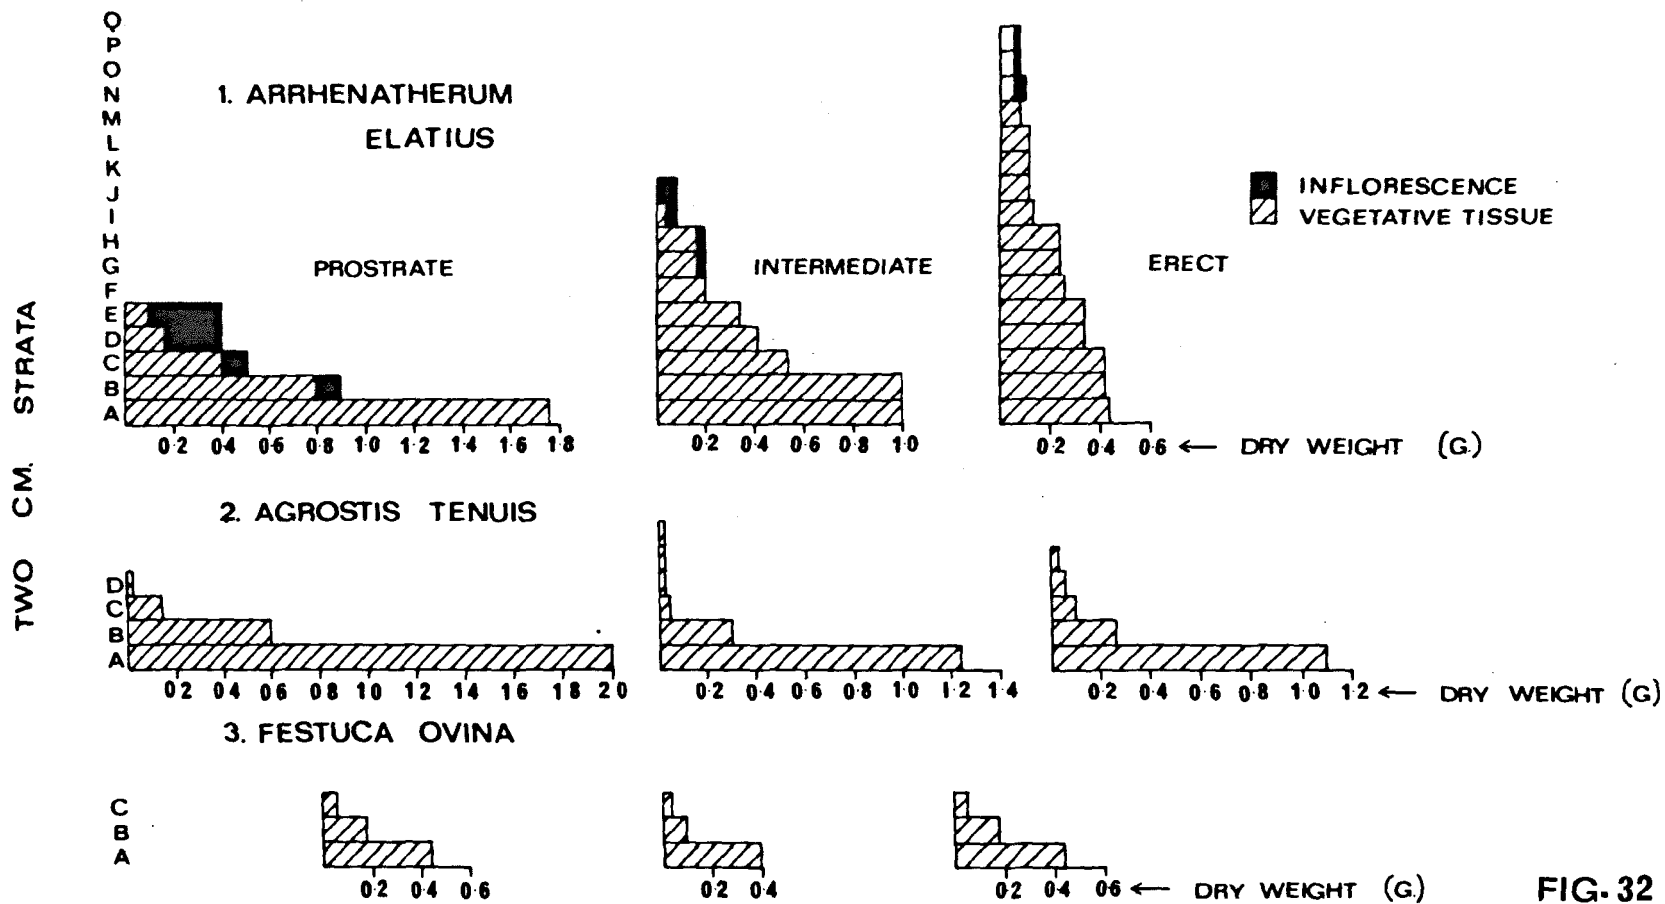 Q
P
O
N
M
L
K
J
I
H
G
F
E
D
C
B
A
1. ARRHENATHERUM
ELATIUS
PROSTRATE
INTERMEDIATE
ERECT
INFLORESCENCE
VEGETATIVE TISSUE
0·2 0·4 0·6 0·8 1·0 1·2 1·4 1·6 1·8
0·2 0·4 0·6 0·8 1·0
0·2 0·4 0·6 ← DRY WEIGHT (G.)
TWO CM. STRATA
2. AGROSTIS TENUIS
D
C
B
A
0·2 0·4 0·6 0·8 1·0 1·2 1·4 1·6 1·8 2·0
0·2 0·4 0·6 0·8 1·0 1·2 1·4
0·2 0·4 0·6 0·8 1·0 1·2 ← DRY WEIGHT (G)
3. FESTUCA OVINA
C
B
A
0·2 0·4 0·6
0·2 0·4
0·2 0·4 0·6 ← DRY WEIGHT (G.)
FIG. 32